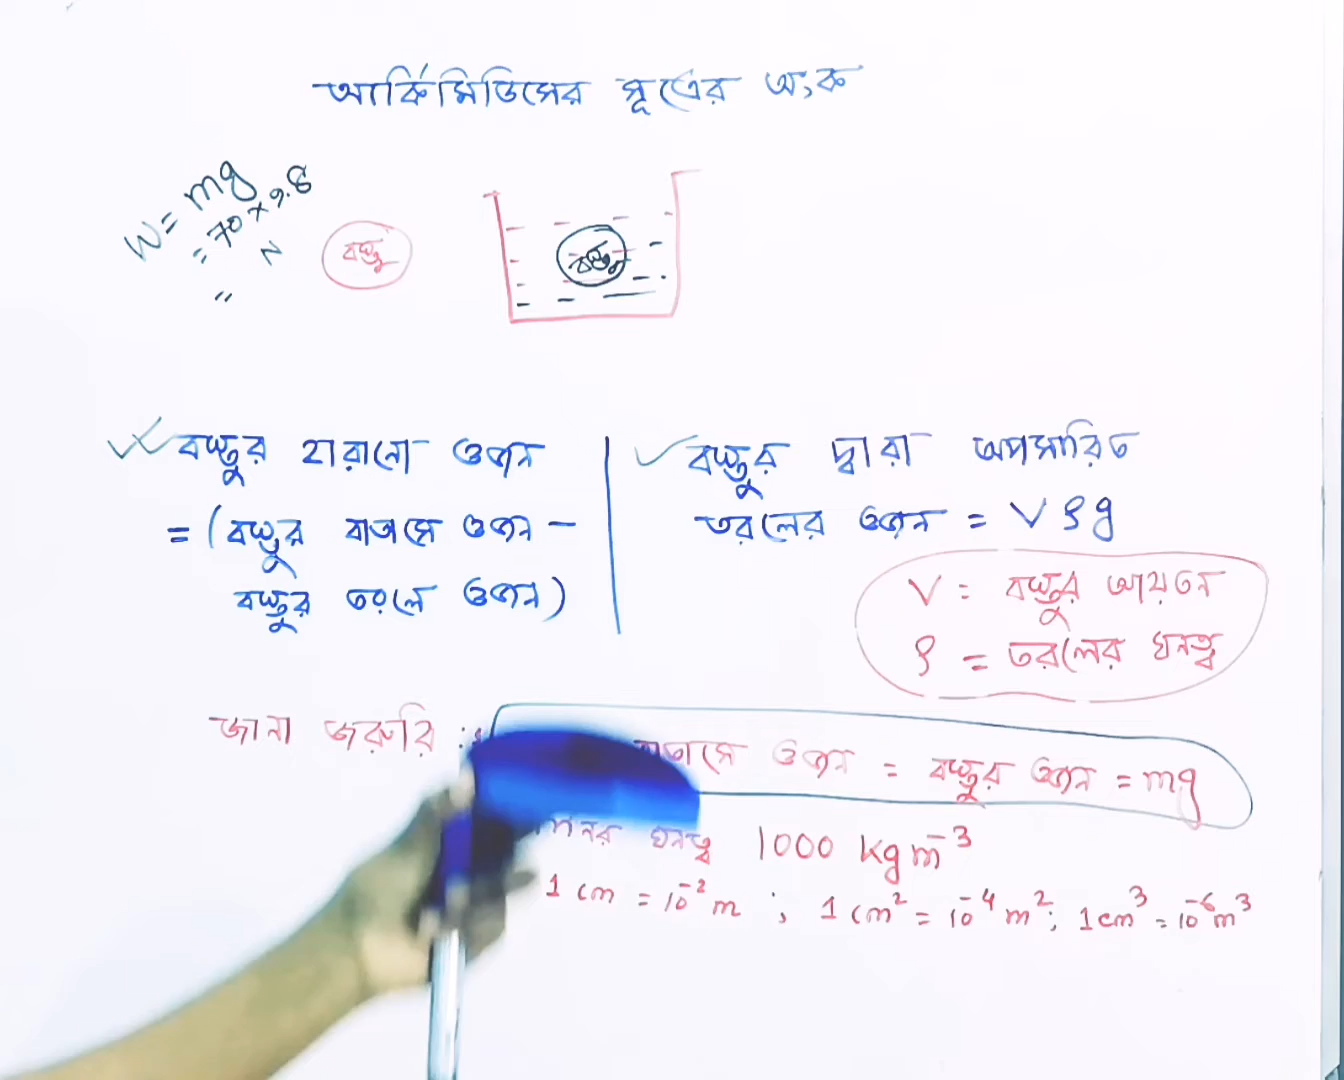 আর্কিমিডিসের সূত্রের অংক
W = mg
= 70 × 9.8
N
"
বস্তু
বস্তু
বস্তুর হারানো ওজন
= (বস্তুর বাতাসে ওজন –
বস্তুর তরলে ওজন)
বস্তুর দ্বারা অপসারিত
তরলের ওজন = Vρg
V = বস্তুর আয়তন
ρ = তরলের ঘনত্ব
জানা জরুরি : ওজন = বস্তুর ওজন = mg
ঘনত্ব 1000 kg m⁻³
1 cm = 10⁻² m ; 1 cm² = 10⁻⁴ m² ; 1 cm³ = 10⁻⁶ m³